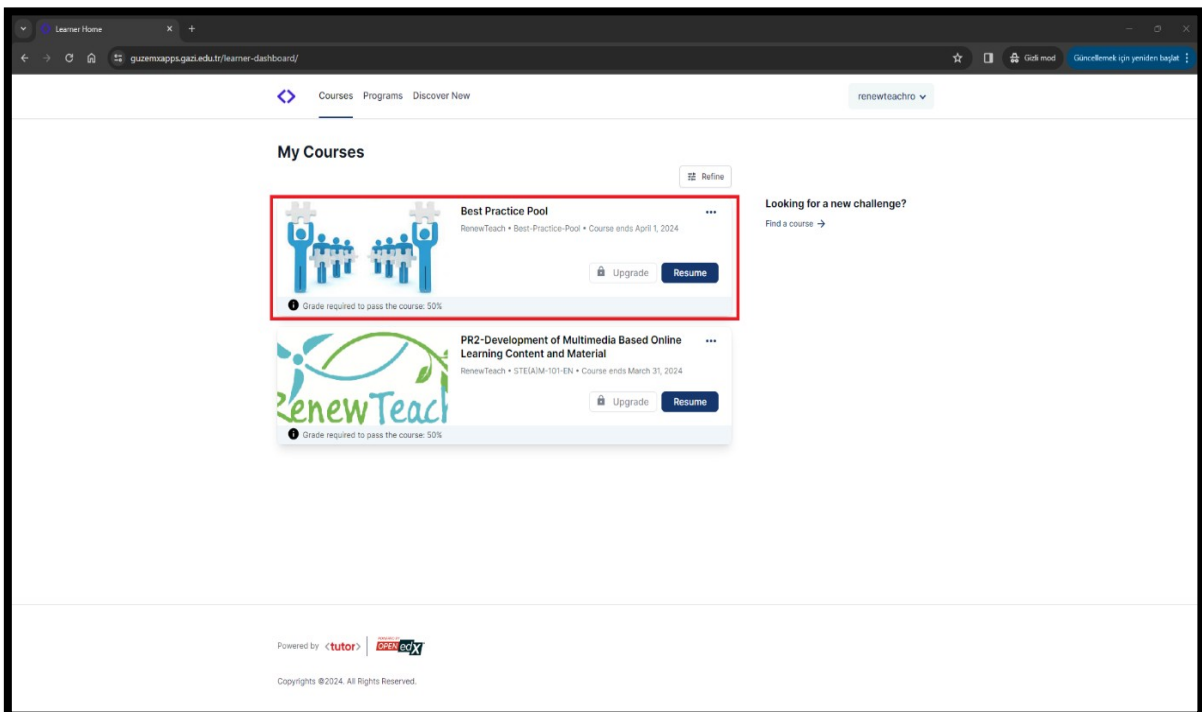 Learner Home
guzemxapps.gazi.edu.tr/learner-dashboard/
Gizli mod
Güncellemek için yeniden başlat
Courses Programs Discover New
renewteachro
My Courses
Refine
Best Practice Pool
RenewTeach • Best-Practice-Pool • Course ends April 1, 2024
Upgrade
Resume
Grade required to pass the course: 50%
Looking for a new challenge?
Find a course →
RenewTeach
PR2-Development of Multimedia Based Online
Learning Content and Material
RenewTeach • STE(A)M-101-EN • Course ends March 31, 2024
Upgrade
Resume
Grade required to pass the course: 50%
Powered by <tutor>
OPEN edX
Copyrights ©2024. All Rights Reserved.